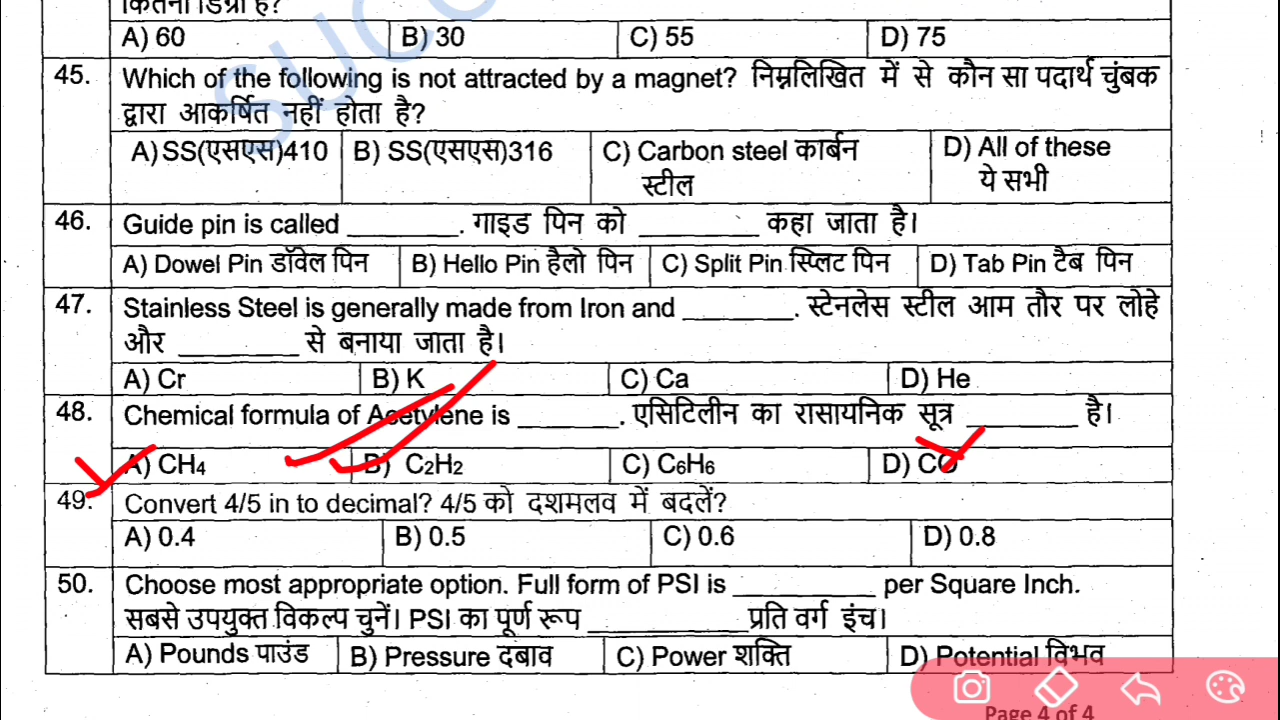 कितना डिग्री है?
A) 60 B) 30 C) 55 D) 75
45. Which of the following is not attracted by a magnet? निम्नलिखित में से कौन सा पदार्थ चुंबक
द्वारा आकर्षित नहीं होता है?
A) SS(एसएस)410 B) SS(एसएस)316 C) Carbon steel कार्बन स्टील D) All of these ये सभी
46. Guide pin is called ________. गाइड पिन को ________ कहा जाता है।
A) Dowel Pin डॉवेल पिन B) Hello Pin हैलो पिन C) Split Pin स्प्लिट पिन D) Tab Pin टैब पिन
47. Stainless Steel is generally made from Iron and ________. स्टेनलेस स्टील आम तौर पर लोहे
और ________ से बनाया जाता है।
A) Cr B) K C) Ca D) He
48. Chemical formula of Acetylene is _______. एसिटिलीन का रासायनिक सूत्र ________ है।
A) CH4 B) C2H2 C) C6H6 D) CO
49. Convert 4/5 in to decimal? 4/5 को दशमलव में बदलें?
A) 0.4 B) 0.5 C) 0.6 D) 0.8
50. Choose most appropriate option. Full form of PSI is __________ per Square Inch.
सबसे उपयुक्त विकल्प चुनें। PSI का पूर्ण रूप ___________प्रति वर्ग इंच।
A) Pounds पाउंड B) Pressure दबाव C) Power शक्ति D) Potential विभव
Page 4 of 4